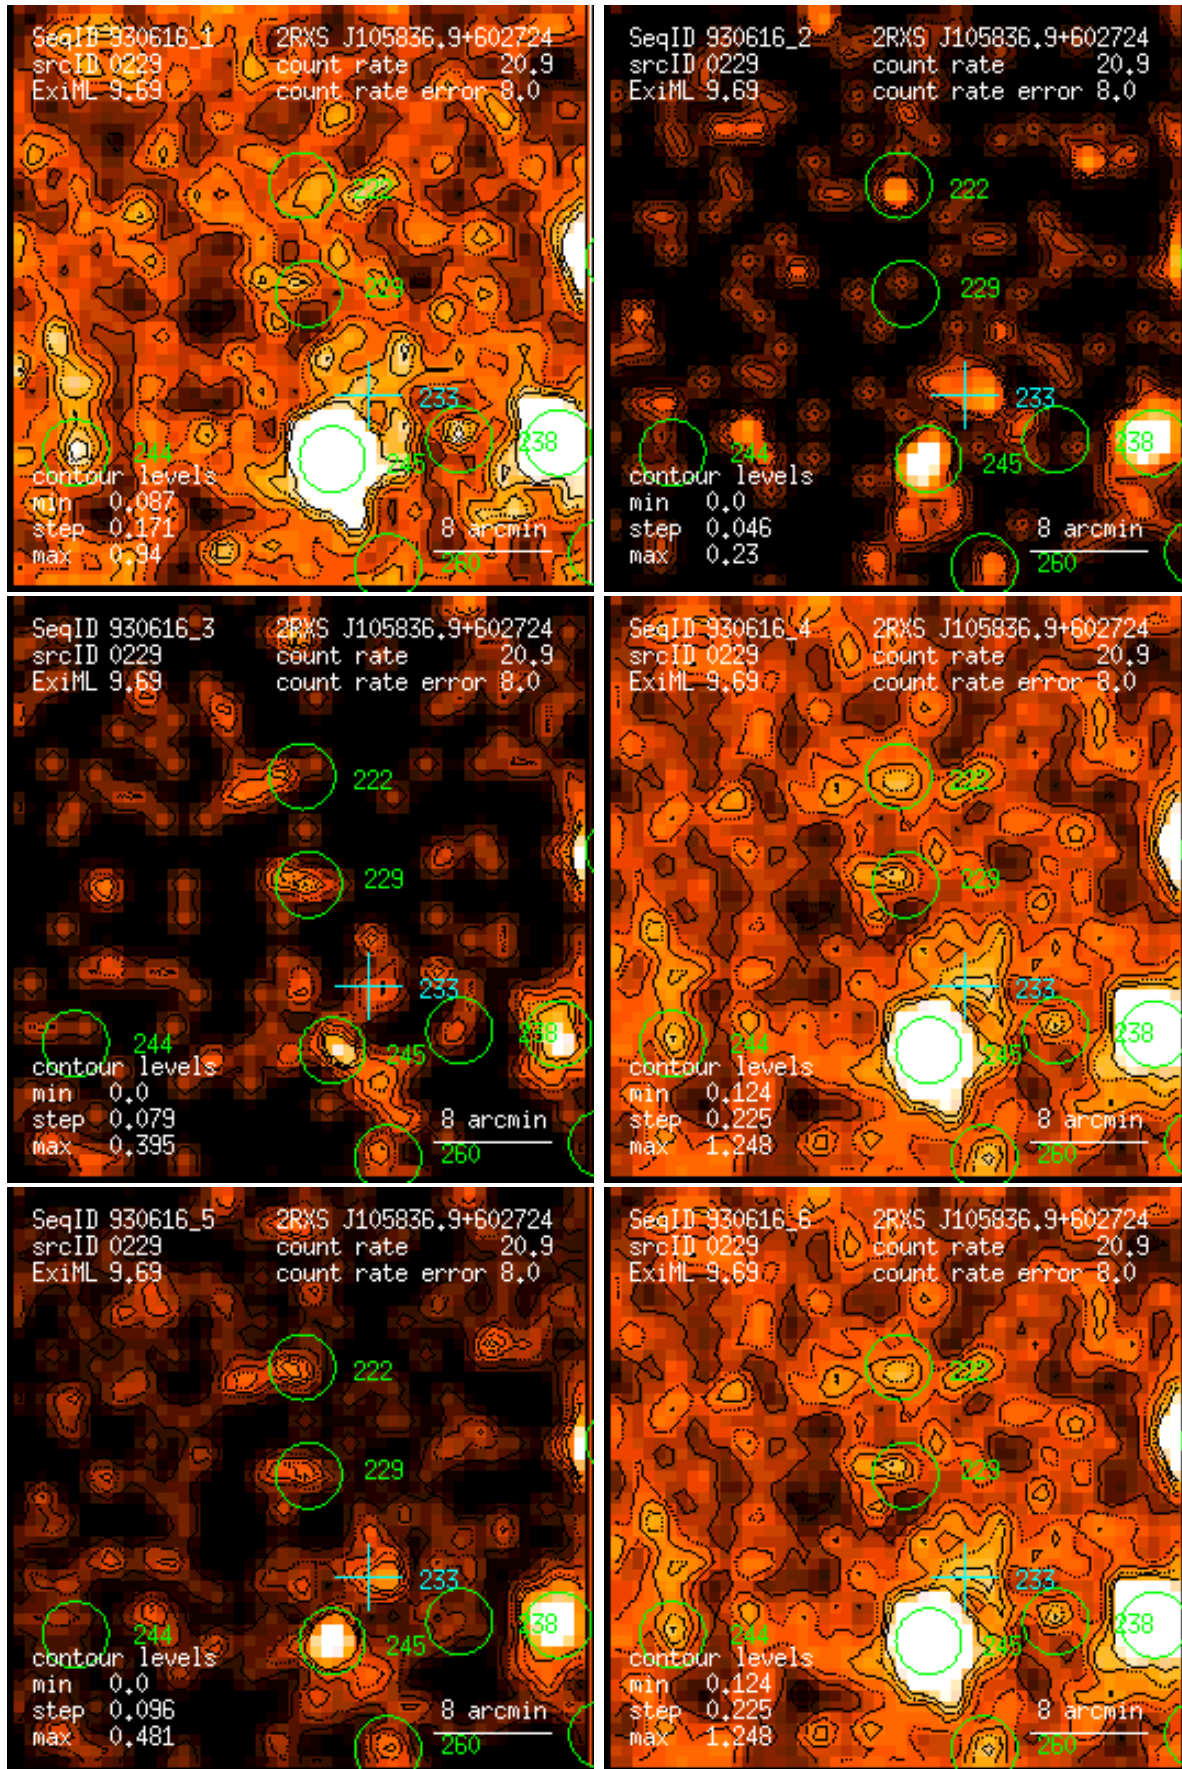 SeqID 930616_1 2RXS J105836.9+602724
srcID 0229 count rate 20.9
ExiML 9.69 count rate error 8.0
222
229
233
244 245 238
contour levels
min 0.087
step 0.171 8 arcmin
max 0.94 260
SeqID 930616_2 2RXS J105836.9+602724
srcID 0229 count rate 20.9
ExiML 9.69 count rate error 8.0
222
229
233
244 245 238
contour levels
min 0.0
step 0.046 8 arcmin
max 0.23 260
SeqID 930616_3 2RXS J105836.9+602724
srcID 0229 count rate 20.9
ExiML 9.69 count rate error 8.0
222
229
233
244 245 238
contour levels
min 0.0
step 0.079 8 arcmin
max 0.395 260
SeqID 930616_4 2RXS J105836.9+602724
srcID 0229 count rate 20.9
ExiML 9.69 count rate error 8.0
222
229
233
244 245 238
contour levels
min 0.124
step 0.225 8 arcmin
max 1.248 260
SeqID 930616_5 2RXS J105836.9+602724
srcID 0229 count rate 20.9
ExiML 9.69 count rate error 8.0
222
229
233
244 245 238
contour levels
min 0.0
step 0.096 8 arcmin
max 0.481 260
SeqID 930616_6 2RXS J105836.9+602724
srcID 0229 count rate 20.9
ExiML 9.69 count rate error 8.0
222
229
233
244 245 238
contour levels
min 0.124
step 0.225 8 arcmin
max 1.248 260